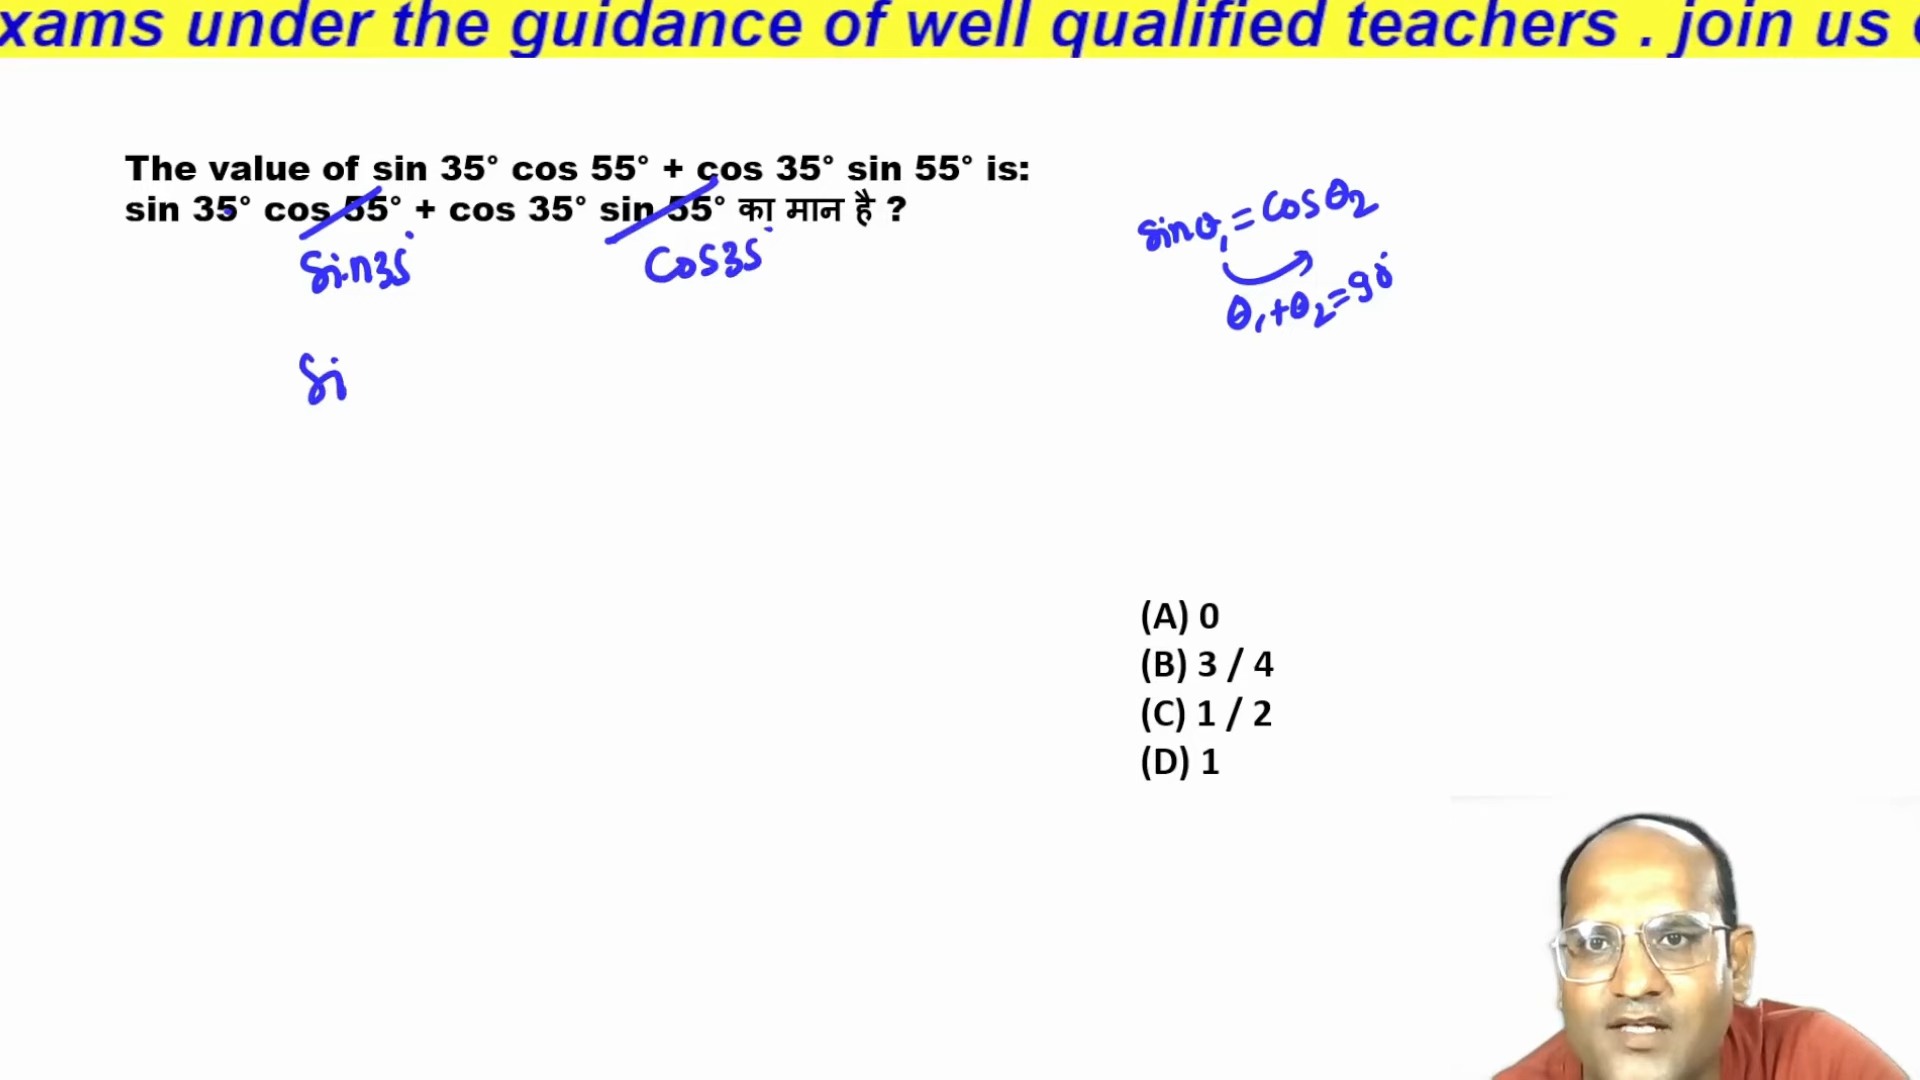 xams under the guidance of well qualified teachers . join us
The value of sin 35° cos 55° + cos 35° sin 55° is:
sin 35° cos 55° + cos 35° sin 55° का मान है ?
sin35°
cos35°
sinθ₁ = cosθ₂
θ₁+θ₂=90°
Si
(A) 0
(B) 3 / 4
(C) 1 / 2
(D) 1